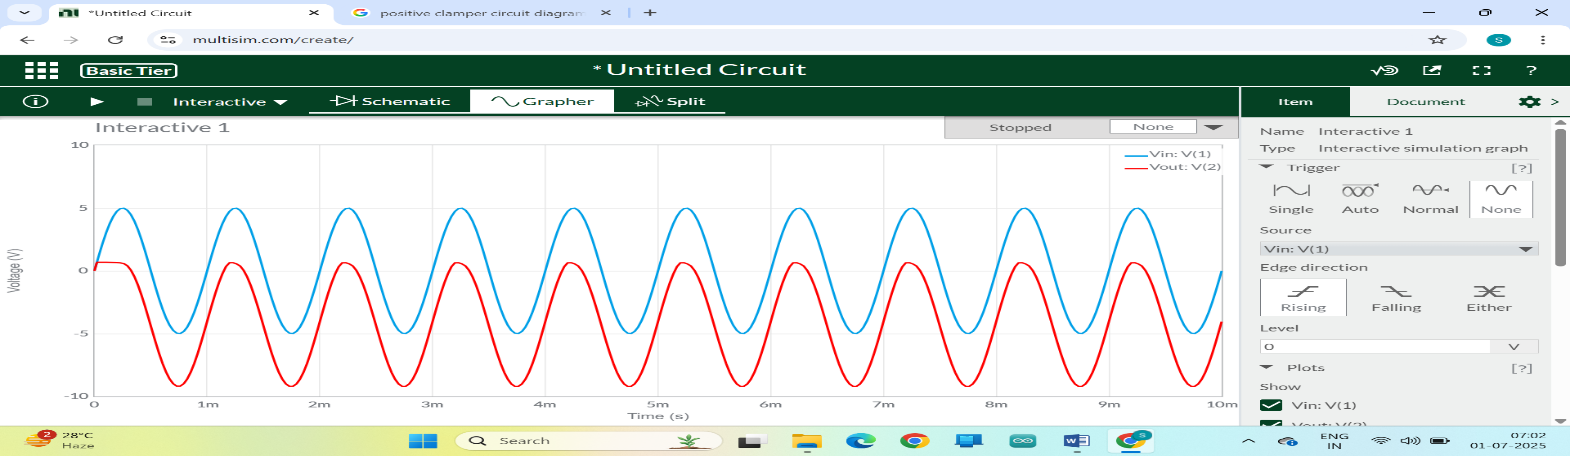 *Untitled Circuit
positive clamper circuit diagram
multisim.com/create/
S
Basic Tier
*Untitled Circuit
?
Interactive
Schematic
Grapher
Split
Item
Document
>
Interactive 1
Stopped
None
Vin: V(1)
Vout: V(2)
10
5
0
-5
-10
Voltage (V)
0
1m
2m
3m
4m
5m
6m
7m
8m
9m
10m
Time (s)
Name Interactive 1
Type Interactive simulation graph
Trigger [?]
Single Auto Normal None
Source
Vin: V(1)
Edge direction
Rising Falling Either
Level
0 V
Plots [?]
Show
Vin: V(1)
Vout: V(2)
2
28°C
Haze
Search
S
ENG
IN
07:02
01-07-2025